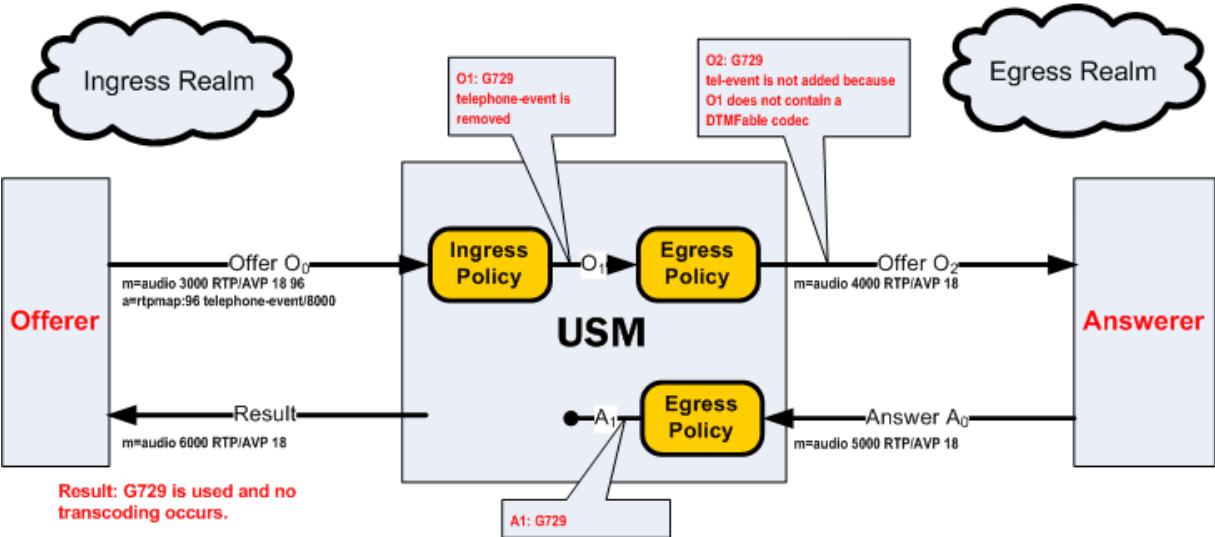 Ingress Realm
Egress Realm
O1: G729
telephone-event is
removed
O2: G729
tel-event is not added because
O1 does not contain a
DTMFable codec
Offerer
Offer O0
m=audio 3000 RTP/AVP 18 96
a=rtpmap:96 telephone-event/8000
Ingress
Policy
O1
Egress
Policy
Offer O2
m=audio 4000 RTP/AVP 18
Answerer
USM
Result
m=audio 6000 RTP/AVP 18
A1
Egress
Policy
Answer A0
m=audio 5000 RTP/AVP 18
Result: G729 is used and no
transcoding occurs.
A1: G729